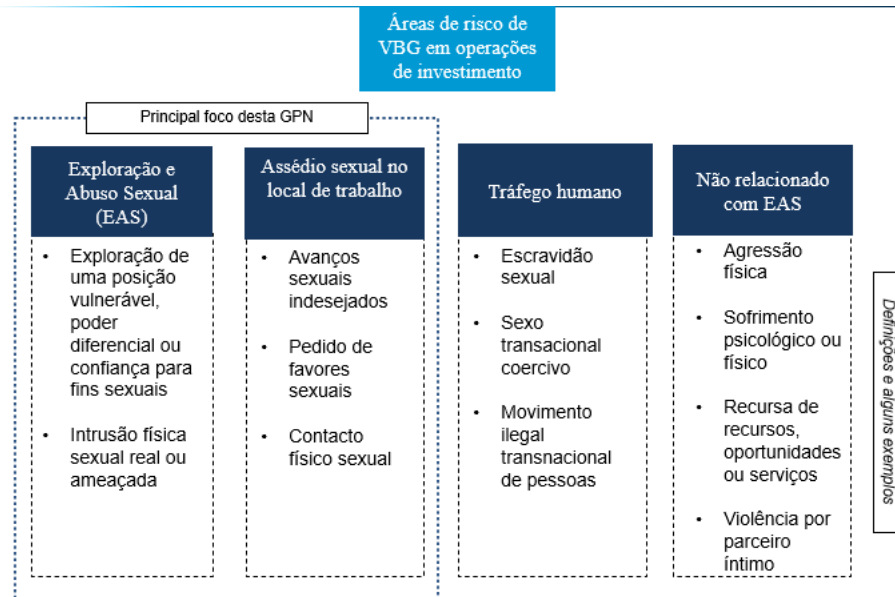 Áreas de risco de
VBG em operações
de investimento
Principal foco desta GPN
Exploração e
Abuso Sexual
(EAS)
• Exploração de
uma posição
vulnerável,
poder
diferencial ou
confiança para
fins sexuais
• Intrusão física
sexual real ou
ameaçada
Assédio sexual no
local de trabalho
• Avanços
sexuais
indesejados
• Pedido de
favores
sexuais
• Contacto
físico sexual
Tráfego humano
• Escravidão
sexual
• Sexo
transacional
coercivo
• Movimento
ilegal
transnacional
de pessoas
Não relacionado
com EAS
• Agressão
física
• Sofrimento
psicológico ou
físico
• Recursa de
recursos,
oportunidades
ou serviços
• Violência por
parceiro
íntimo
Definições e alguns exemplos